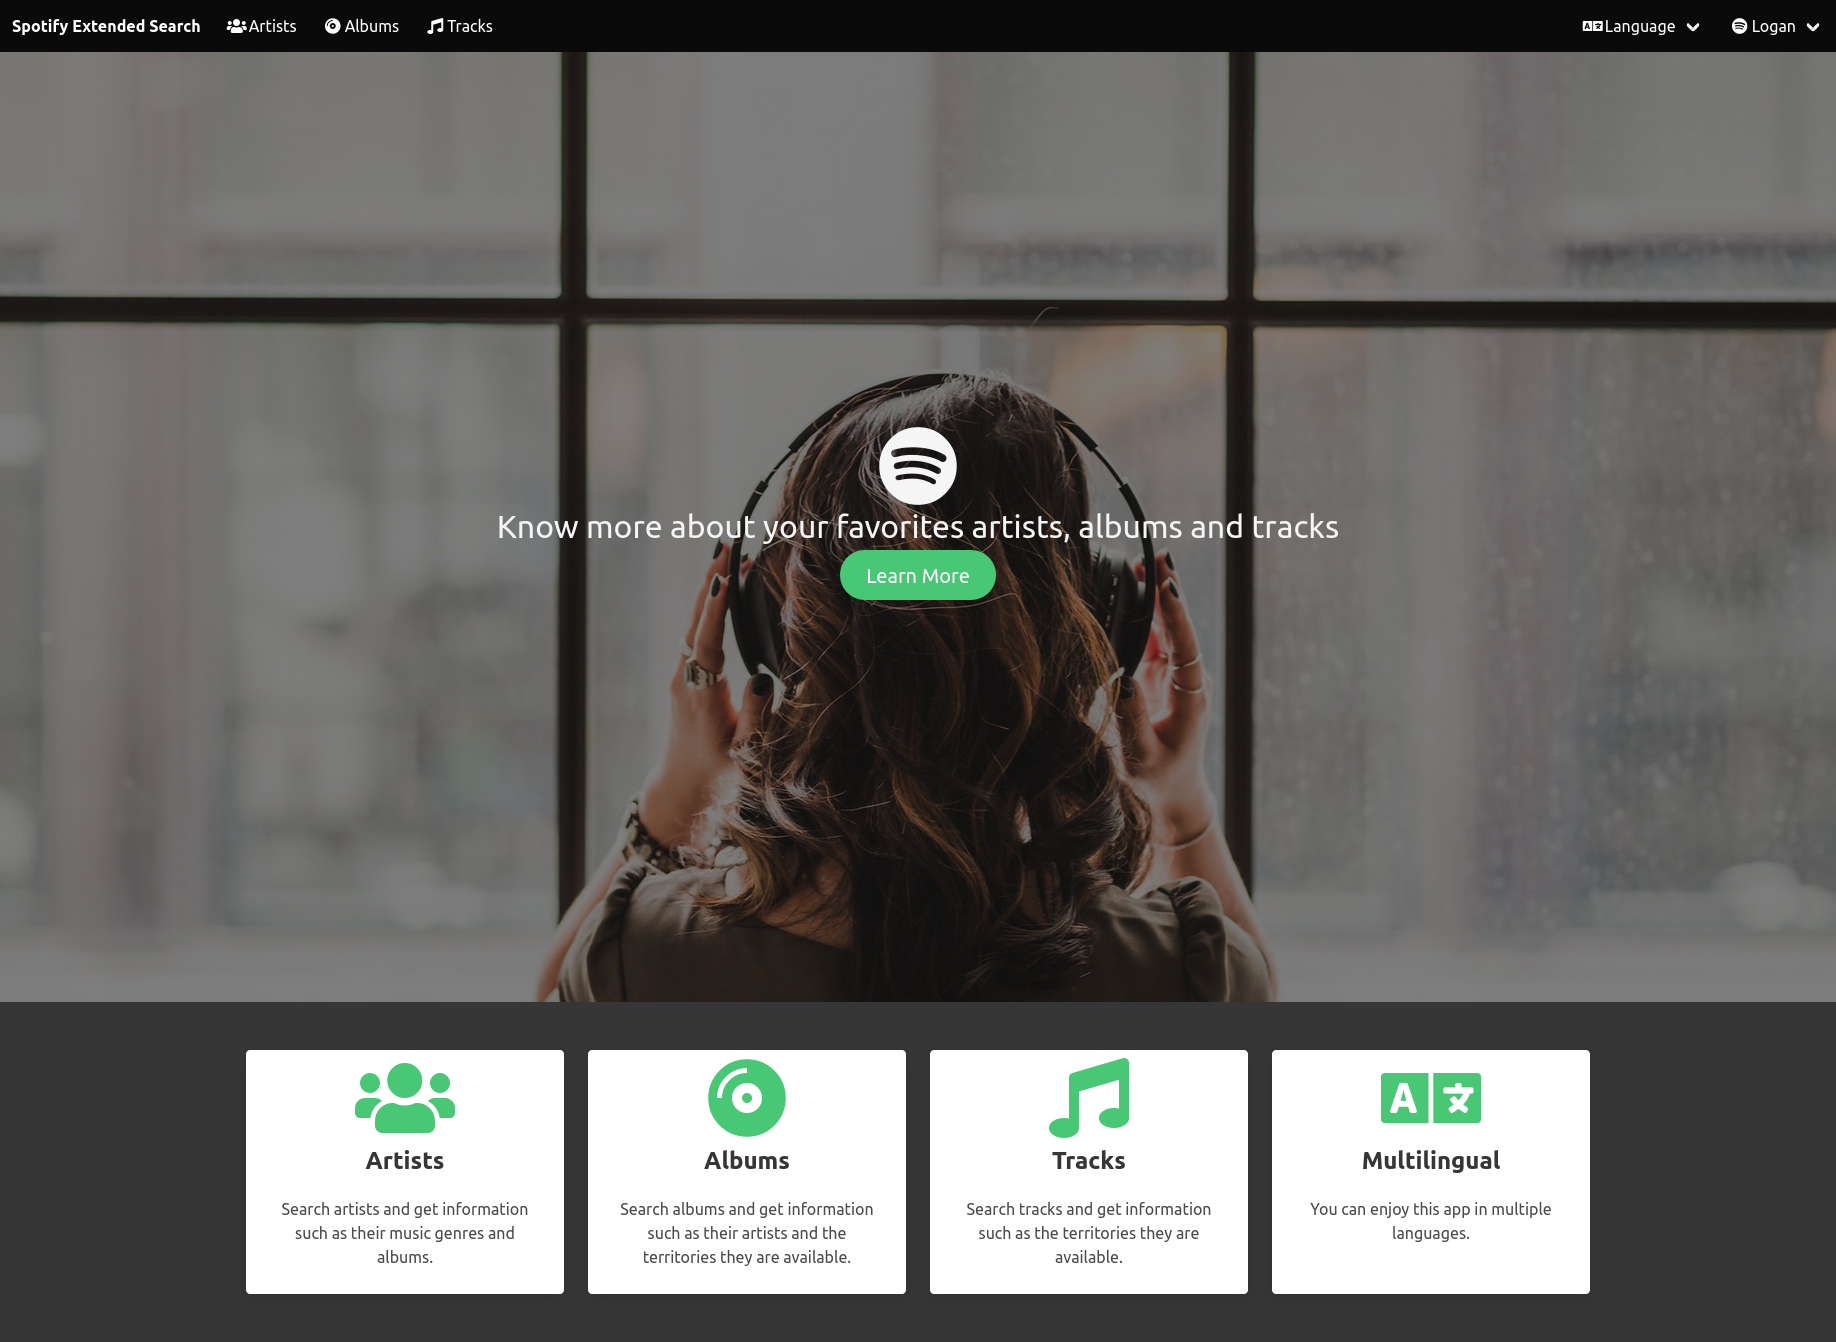 Spotify Extended Search Artists Albums Tracks Language Logan
Know more about your favorites artists, albums and tracks
Learn More
Artists
Search artists and get information
such as their music genres and
albums.
Albums
Search albums and get information
such as their artists and the
territories they are available.
Tracks
Search tracks and get information
such as the territories they are
available.
A 文
Multilingual
You can enjoy this app in multiple
languages.